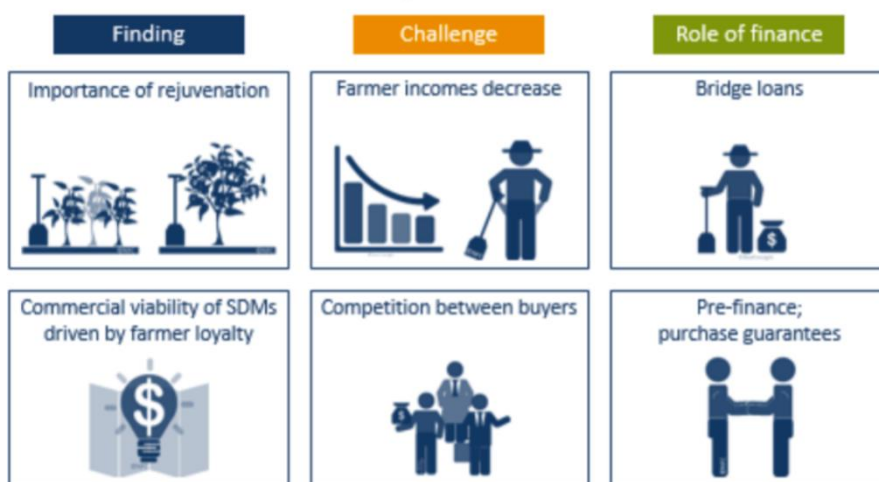 Finding
Challenge
Role of finance
Importance of rejuvenation
Farmer incomes decrease
Bridge loans
$
Commercial viability of SDMs
driven by farmer loyalty
Competition between buyers
Pre-finance;
purchase guarantees
$
$